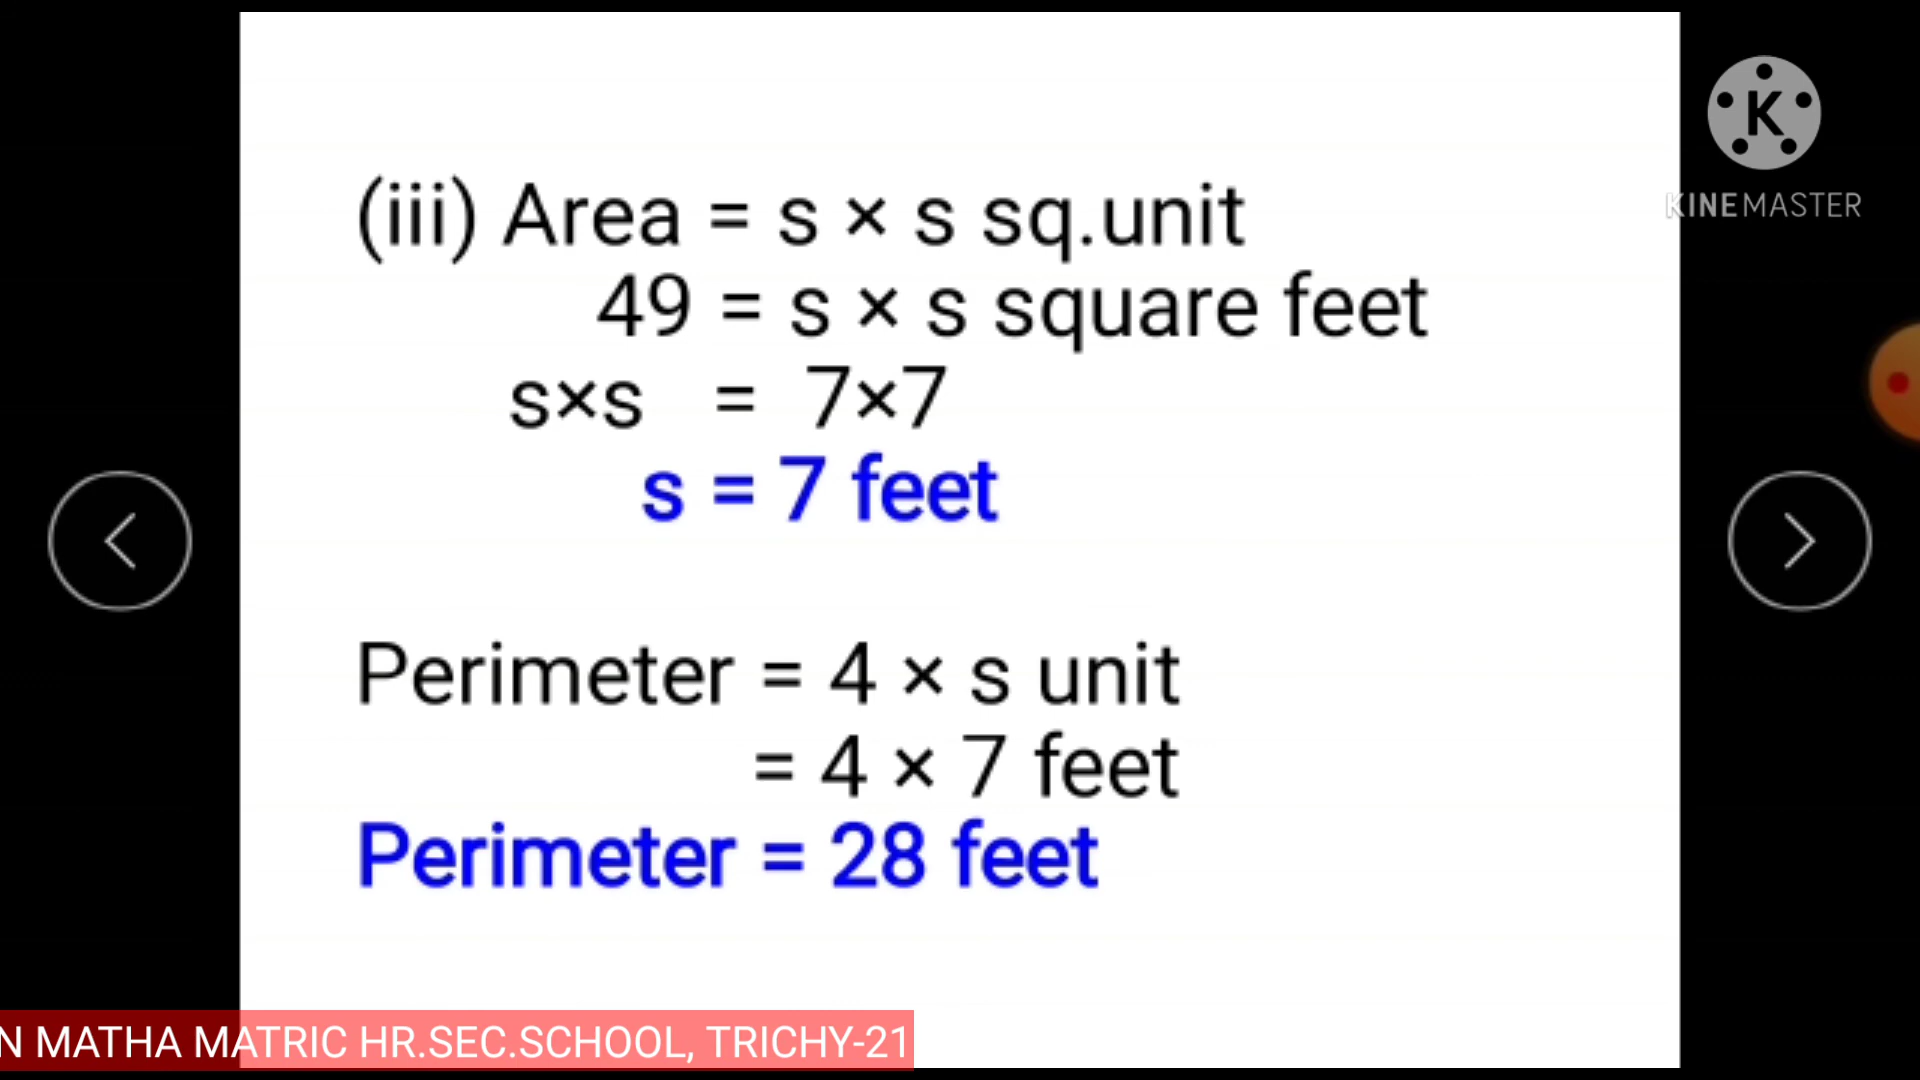 (iii) Area = s × s sq.unit
49 = s × s square feet
s×s = 7×7
s = 7 feet
Perimeter = 4 × s unit
= 4 × 7 feet
Perimeter = 28 feet
K
KINEMASTER
N MATHA MATRIC HR.SEC.SCHOOL, TRICHY-21